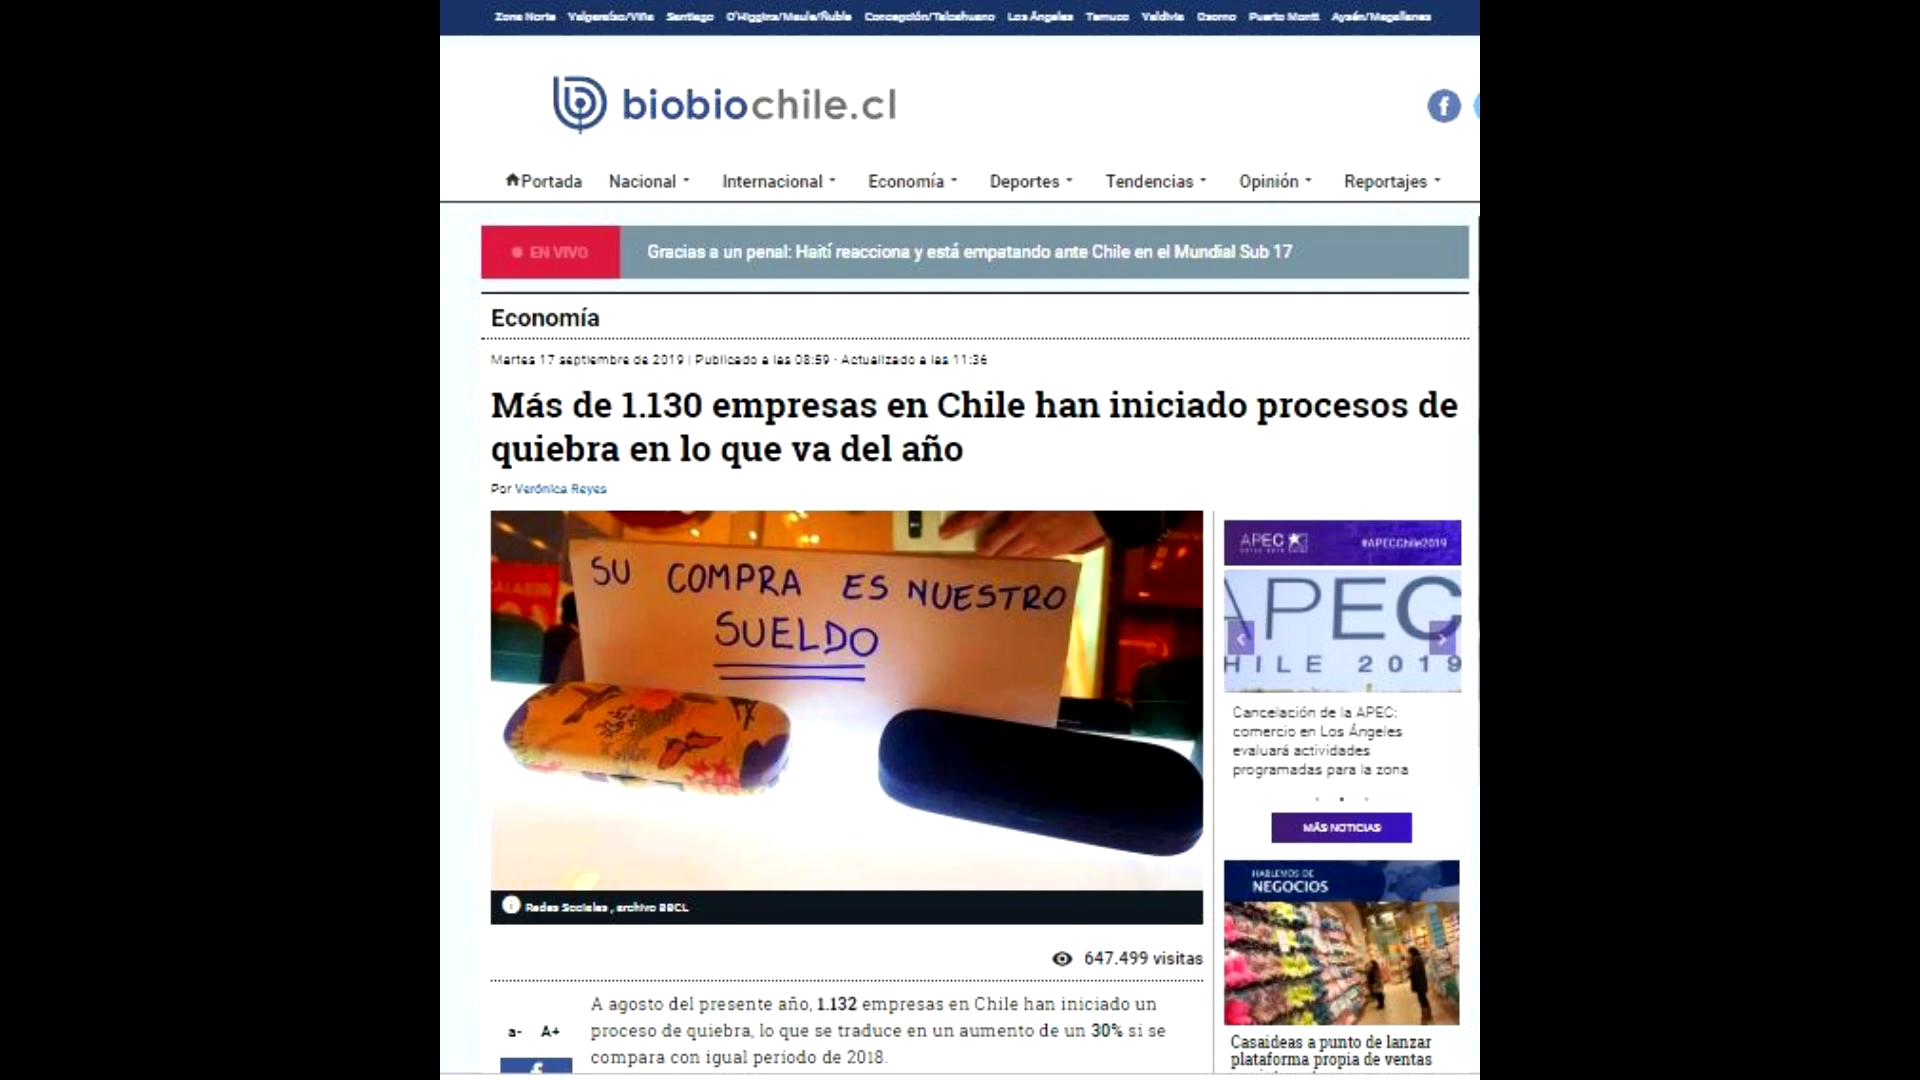 Zona Norte Valparaíso/Viña Santiago O'Higgins/Maule/Ñuble Concepción/Talcahuano Los Ángeles Temuco Valdivia Osorno Puerto Montt Aysén/Magallanes
biobiochile.cl
Portada Nacional Internacional Economía Deportes Tendencias Opinión Reportajes
EN VIVO Gracias a un penal: Haití reacciona y está empatando ante Chile en el Mundial Sub 17
Economía
Martes 17 septiembre de 2019 | Publicado a las 08:59 · Actualizado a las 11:36
Más de 1.130 empresas en Chile han iniciado procesos de
quiebra en lo que va del año
Por Verónica Reyes
SU COMPRA ES NUESTRO
SUELDO
Redes Sociales , archivo BBCL
647.499 visitas
a- A+
A agosto del presente año, 1.132 empresas en Chile han iniciado un
proceso de quiebra, lo que se traduce en un aumento de un 30% si se
compara con igual periodo de 2018.
APEC
CHILE 2019
#APECChile2019
APEC
HILE 2019
Cancelación de la APEC:
comercio en Los Ángeles
evaluará actividades
programadas para la zona
MÁS NOTICIAS
HABLEMOS DE
NEGOCIOS
Casaideas a punto de lanzar
plataforma propia de ventas